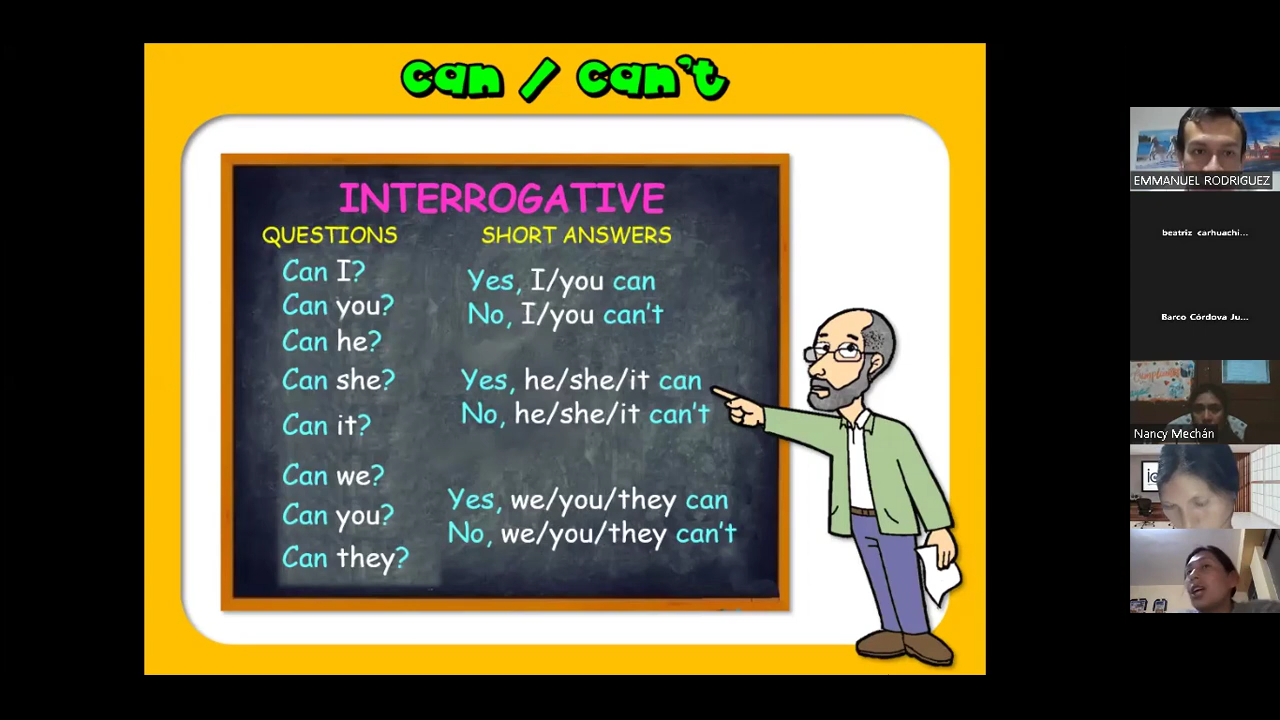 Can / Can't
INTERROGATIVE
QUESTIONS
SHORT ANSWERS
Can I?
Can you?
Can he?
Can she?
Can it?
Can we?
Can you?
Can they?
Yes, I/you can
No, I/you can't
Yes, he/she/it can
No, he/she/it can't
Yes, we/you/they can
No, we/you/they can't
EMMANUEL RODRIGUEZ
beatriz carhuachi...
Barco Córdova Ju...
Nancy Mechán